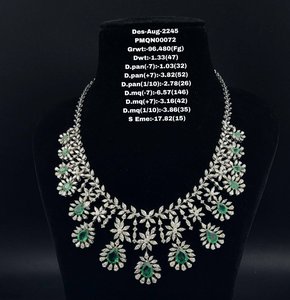 Des-Aug-2245
PMQN00072
Grwt:-96.480(Fg)
Dwt:-1.33(47)
D.pan(-7):-1.03(32)
D.pan(+7):-3.82(52)
D.pan(1/10):-2.78(26)
D.mq(-7):-6.57(146)
D.mq(+7):-3.16(42)
D.mq(1/10):-3.86(35)
S Eme:-17.82(15)